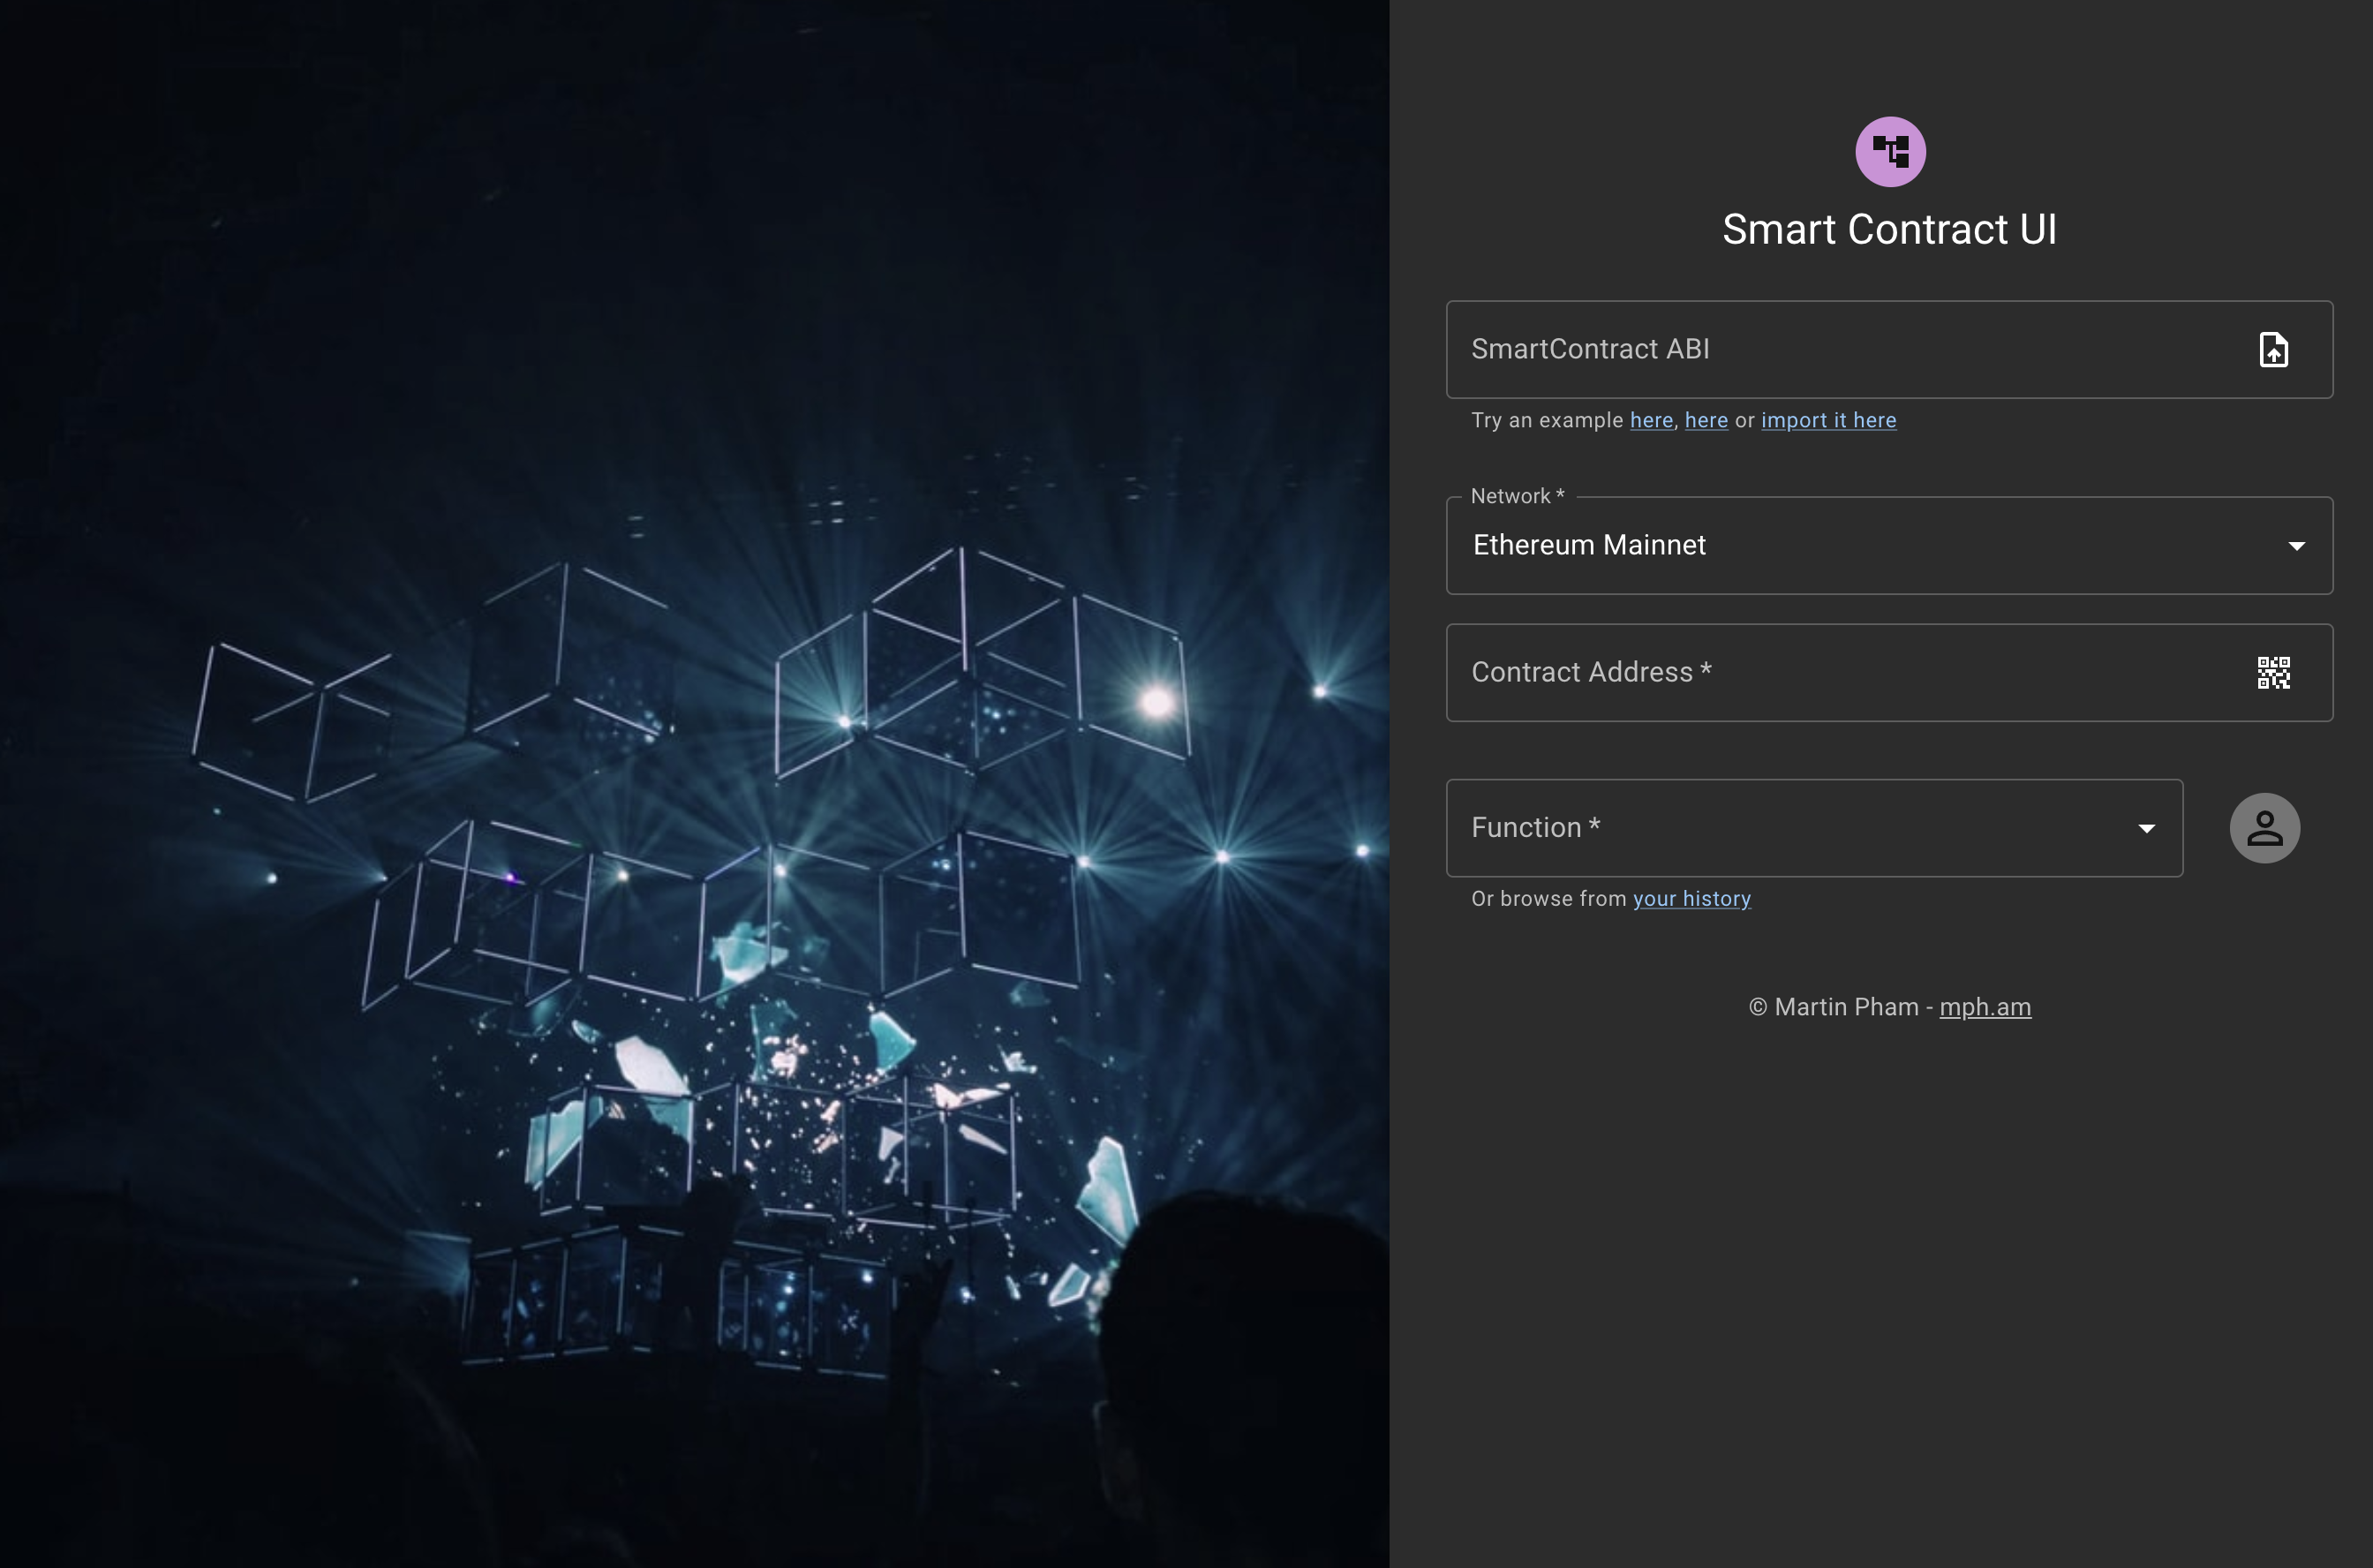 Smart Contract UI
SmartContract ABI
Try an example here, here or import it here
Network *
Ethereum Mainnet
Contract Address *
Function *
Or browse from your history
© Martin Pham - mph.am